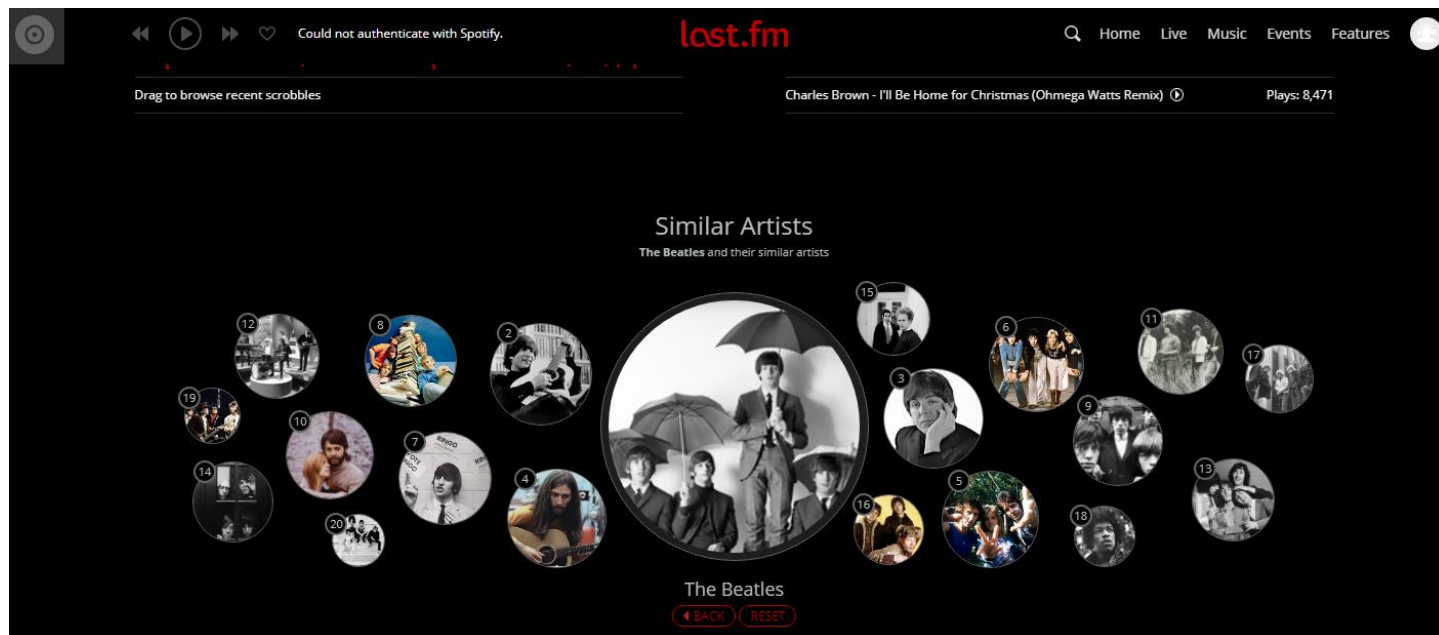 Could not authenticate with Spotify.
last.fm
Home Live Music Events Features
Drag to browse recent scrobbles
Charles Brown - I'll Be Home for Christmas (Ohmega Watts Remix)
Plays: 8,471
Similar Artists
The Beatles and their similar artists
15
12
8
2
6
11
17
3
19
9
10
7
14
4
13
5
16
18
20
RINGO
VOTE
RINGO
The Beatles
BACK RESET